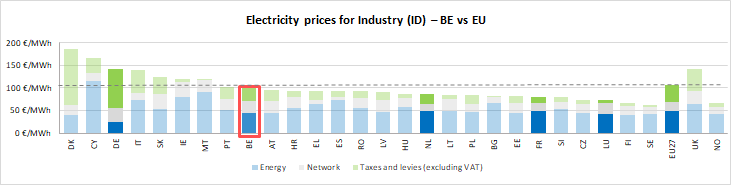 Electricity prices for Industry (ID) – BE vs EU
200 €/MWh
150 €/MWh
100 €/MWh
50 €/MWh
0 €/MWh
DK CY DE IT SK IE MT PT BE AT HR EL ES RO LV HU NL LT PL BG EE FR SI CZ LU FI SE EU27 UK NO
Energy Network Taxes and levies (excluding VAT)